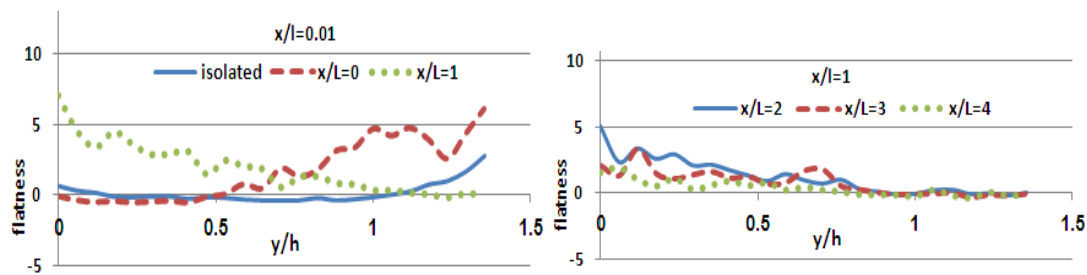 x/l=0.01
isolated x/L=0 x/L=1
10
5
0
-5
0 0.5 1 1.5
flatness
y/h
x/l=1
x/L=2 x/L=3 x/L=4
10
5
0
-5
0 0.5 1 1.5
flatness
y/h